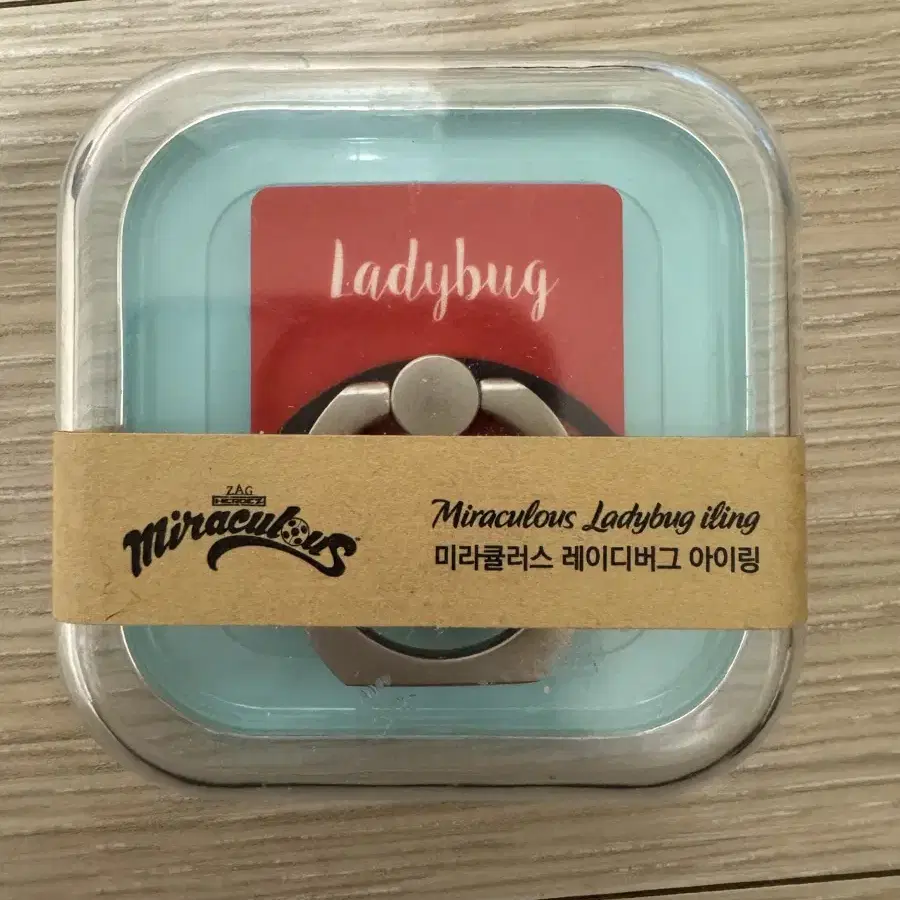 Ladybug
ZAG
HEROEZ
Miraculous
Miraculous Ladybug iling
미라큘러스 레이디버그 아이링